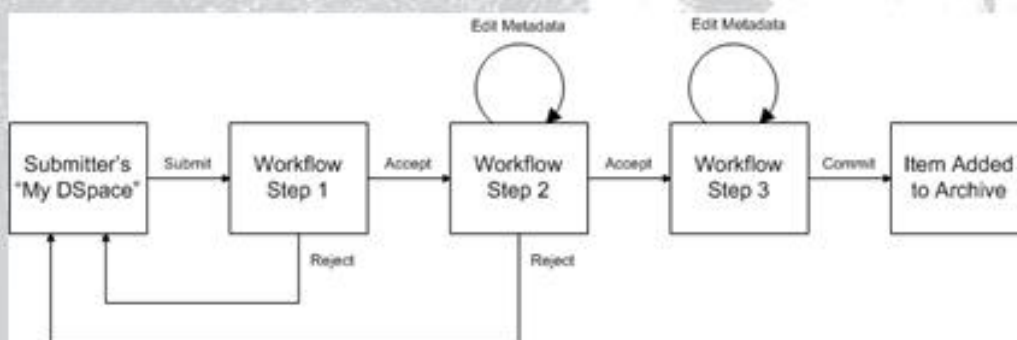 Edit Metadata
Edit Metadata
Submitter's
"My DSpace"
Submit
Workflow
Step 1
Accept
Workflow
Step 2
Accept
Workflow
Step 3
Commit
Item Added
to Archive
Reject
Reject